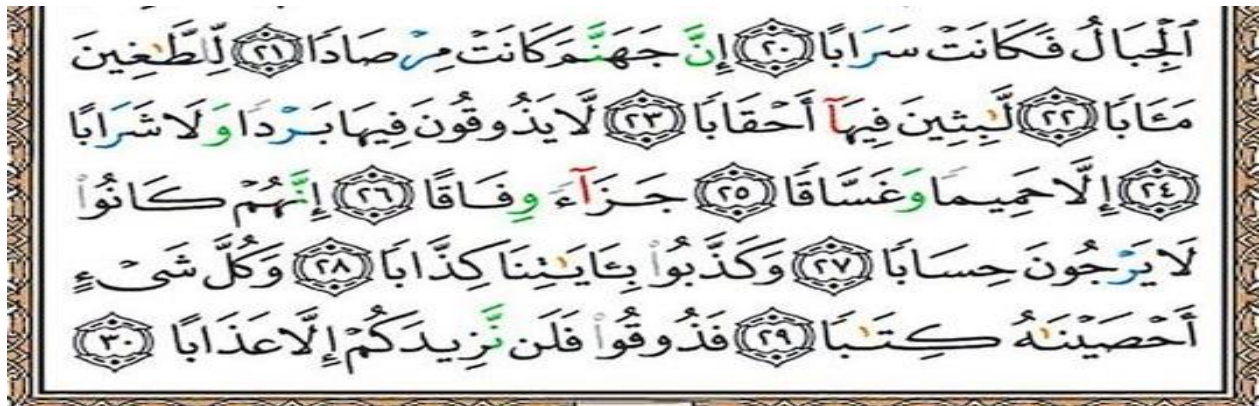 ٱلْجِبَالُ فَكَانَتْ سَرَابًا ٢٠ إِنَّ جَهَنَّمَ كَانَتْ مِرْصَادًا ٢١ لِّلطَّٰغِينَ
مَـَٔابًا ٢٢ لَّٰبِثِينَ فِيهَآ أَحْقَابًا ٢٣ لَّا يَذُوقُونَ فِيهَا بَرْدًا وَلَا شَرَابًا
٢٤ إِلَّا حَمِيمًا وَغَسَّاقًا ٢٥ جَزَآءً وِفَاقًا ٢٦ إِنَّهُمْ كَانُوا۟
لَا يَرْجُونَ حِسَابًا ٢٧ وَكَذَّبُوا۟ بِـَٔايَٰتِنَا كِذَّابًا ٢٨ وَكُلَّ شَىْءٍ
أَحْصَيْنَٰهُ كِتَٰبًا ٢٩ فَذُوقُوا۟ فَلَن نَّزِيدَكُمْ إِلَّا عَذَابًا ٣٠